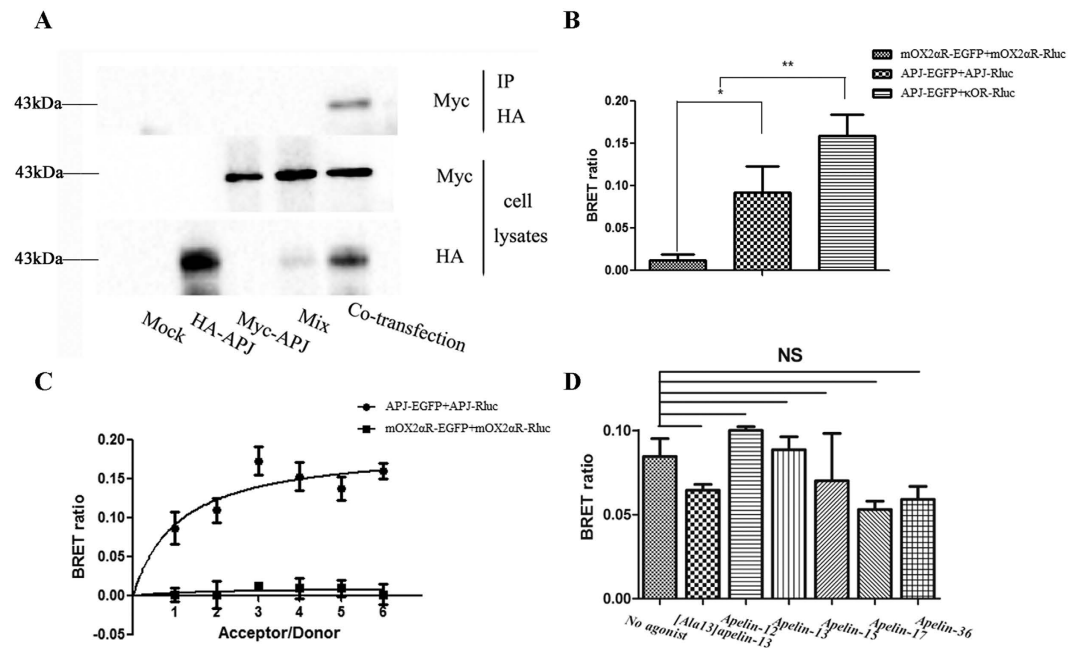 A
43kDa
Myc
IP
HA
43kDa
Myc
cell
lysates
43kDa
HA
Mock
HA-APJ
Myc-APJ
Mix
Co-transfection
B
mOX2αR-EGFP+mOX2αR-Rluc
APJ-EGFP+APJ-Rluc
APJ-EGFP+κOR-Rluc
**
*
BRET ratio
0.20
0.15
0.10
0.05
0.00
C
APJ-EGFP+APJ-Rluc
mOX2αR-EGFP+mOX2αR-Rluc
BRET ratio
0.20
0.15
0.10
0.05
0.00
-0.05
1 2 3 4 5 6
Acceptor/Donor
D
NS
BRET ratio
0.10
0.05
0.00
No agonist
[Ala13]apelin-13
Apelin-12
Apelin-13
Apelin-15
Apelin-17
Apelin-36